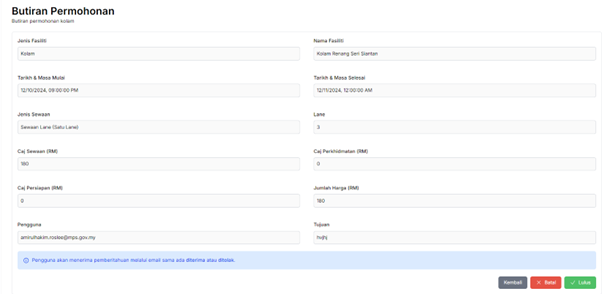 Butiran Permohonan
Butiran permohonan kolam
Jenis Fasiliti
Nama Fasiliti
Kolam
Kolam Renang Seri Siantan
Tarikh & Masa Mulai
Tarikh & Masa Selesai
12/10/2024, 09:00:00 PM
12/11/2024, 12:00:00 AM
Jenis Sewaan
Lane
Sewaan Lane (Satu Lane)
3
Caj Sewaan (RM)
Caj Perkhidmatan (RM)
180
0
Caj Persiapan (RM)
Jumlah Harga (RM)
0
180
Pengguna
Tujuan
amirulhakim.roslee@mps.gov.my
hujhj
Pengguna akan menerima pemberitahuan melalui email sama ada diterima atau ditolak.
Kembali
Batal
Lulus